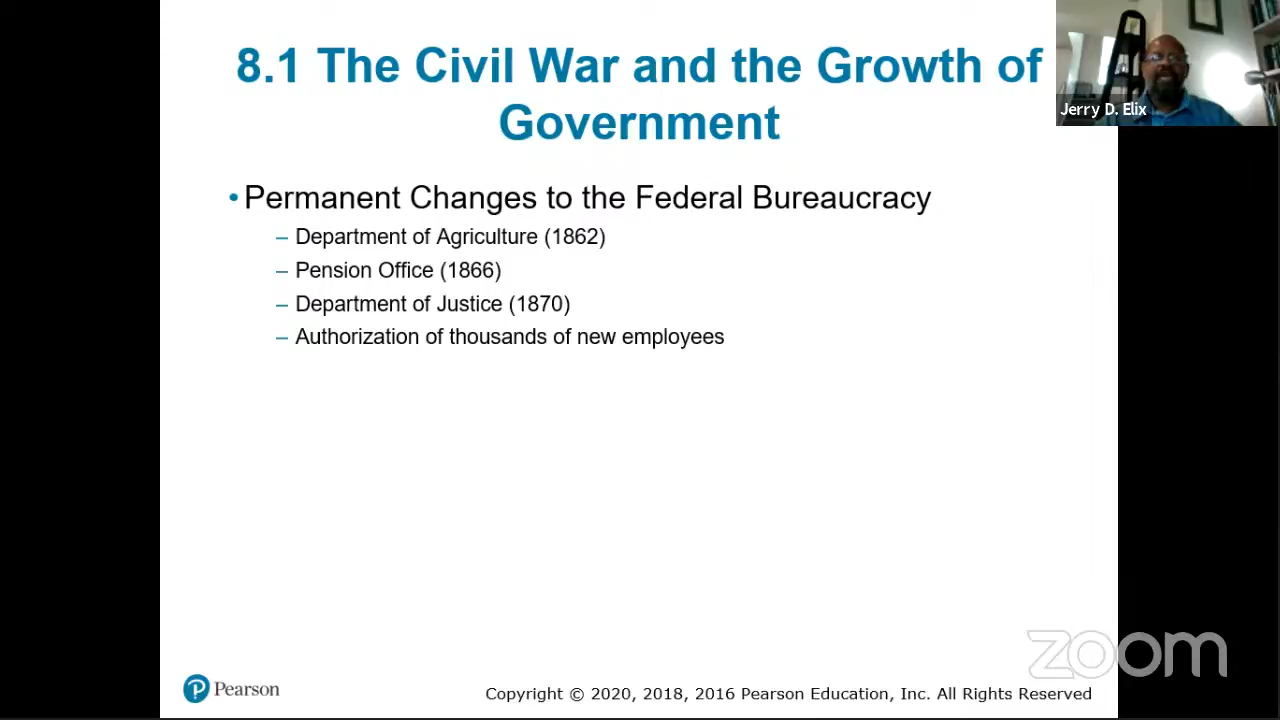 8.1 The Civil War and the Growth of
Government
Jerry D. Elix
• Permanent Changes to the Federal Bureaucracy
– Department of Agriculture (1862)
– Pension Office (1866)
– Department of Justice (1870)
– Authorization of thousands of new employees
zoom
P Pearson
Copyright © 2020, 2018, 2016 Pearson Education, Inc. All Rights Reserved